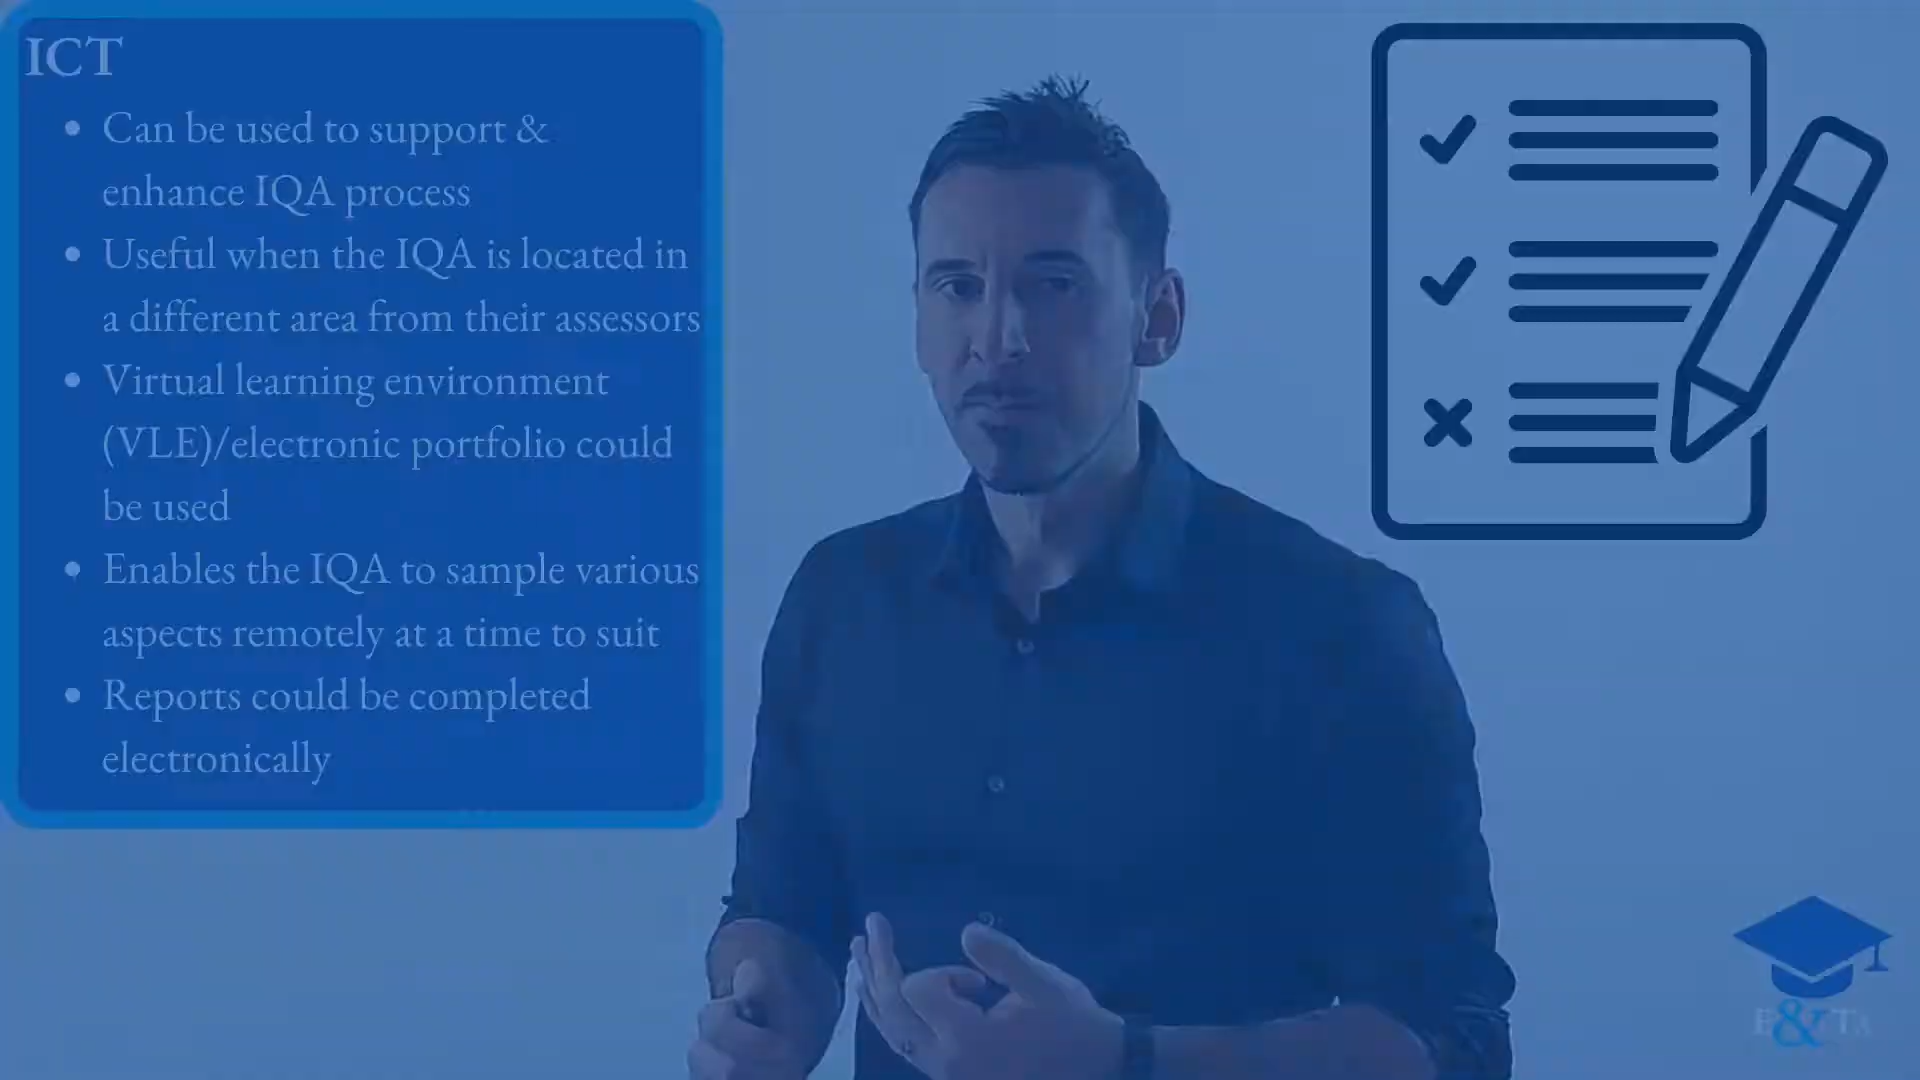 ICT
• Can be used to support &
enhance IQA process
• Useful when the IQA is located in
a different area from their assessors
• Virtual learning environment
(VLE)/electronic portfolio could
be used
• Enables the IQA to sample various
aspects remotely at a time to suit
• Reports could be completed
electronically